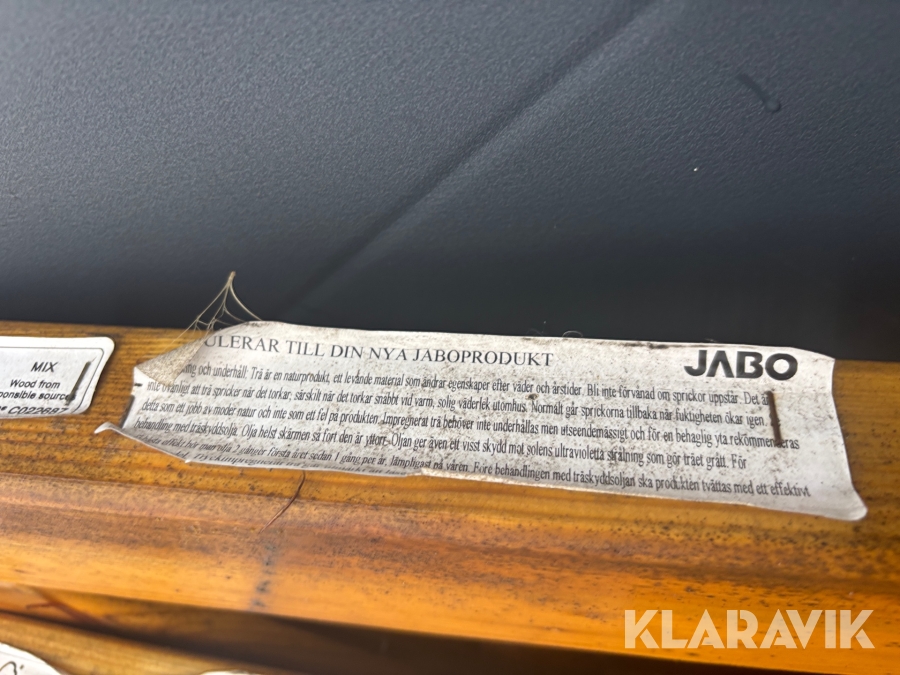 MIX
Wood from
ponsible source
C022687
ULERAR TILL DIN NYA JABOPRODUKT
JABO
och underhåll: Trä är en naturprodukt, ett levande material som ändrar egenskaper efter väder och årstider. Bli inte förvånad om sprickor uppstår. Det är
inte ovanligt att trä spricker när det torkar, särskilt när det torkar snabbt vid varm, solig väderlek utomhus. Normalt går sprickorna tillbaka när fuktigheten ökar igen.
detta som ett jobb av moder natur och inte som ett fel på produkten. Impregnerat trä behöver inte underhållas men utseendemässigt och för en behaglig yta rekommenderas
behandling med träskyddsolja. Olja helst skärmen så fort den är yttorr. Oljan ger även ett visst skydd mot solens ultravioletta strålning som gör träet grått. För
effekt bör man olja 2 gånger första året sedan 1 gång per år, lämpligast på våren. Före behandlingen med träskyddsoljan ska produkten tvättas med ett effektivt
KLARAVIK